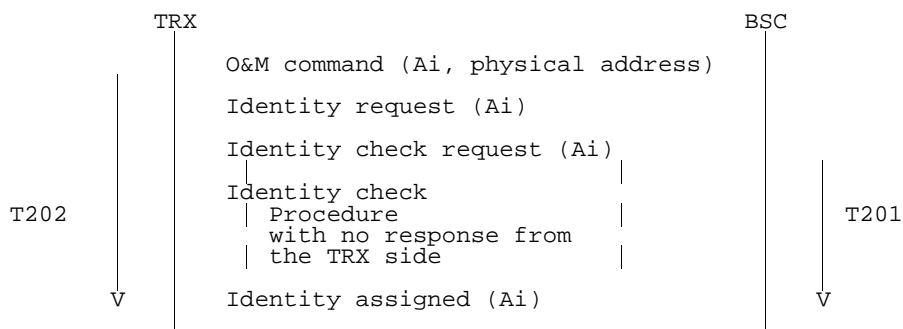 TRX BSC
O&M command (Ai, physical address)
Identity request (Ai)
Identity check request (Ai)
Identity check
T202 Procedure T201
with no response from
the TRX side
V Identity assigned (Ai) V